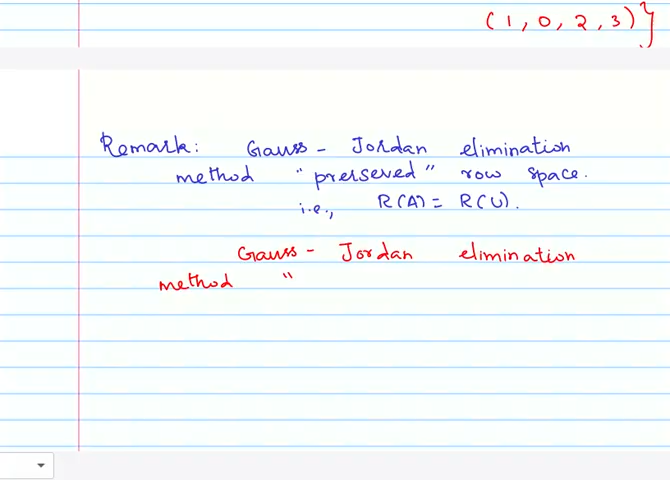 (1, 0, 2, 3)}
Remark: Gauss - Jordan elimination
method "preserved" row space.
i.e., R(A) = R(U).
Gauss - Jordan elimination
method "